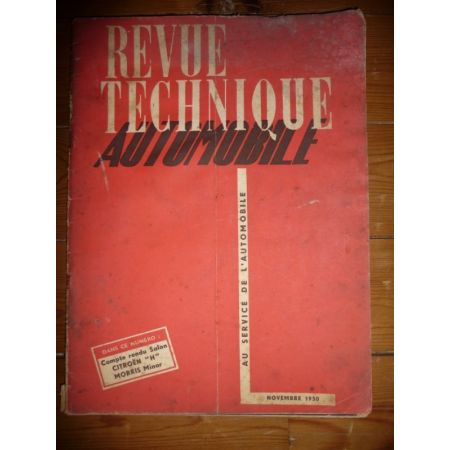 REVUE
TECHNIQUE
AUTOMOBILE
AU SERVICE DE L'AUTOMOBILE
DANS CE NUMÉRO :
Compte rendu Salon
CITROËN "H"
MORRIS Minor
NOVEMBRE 1950